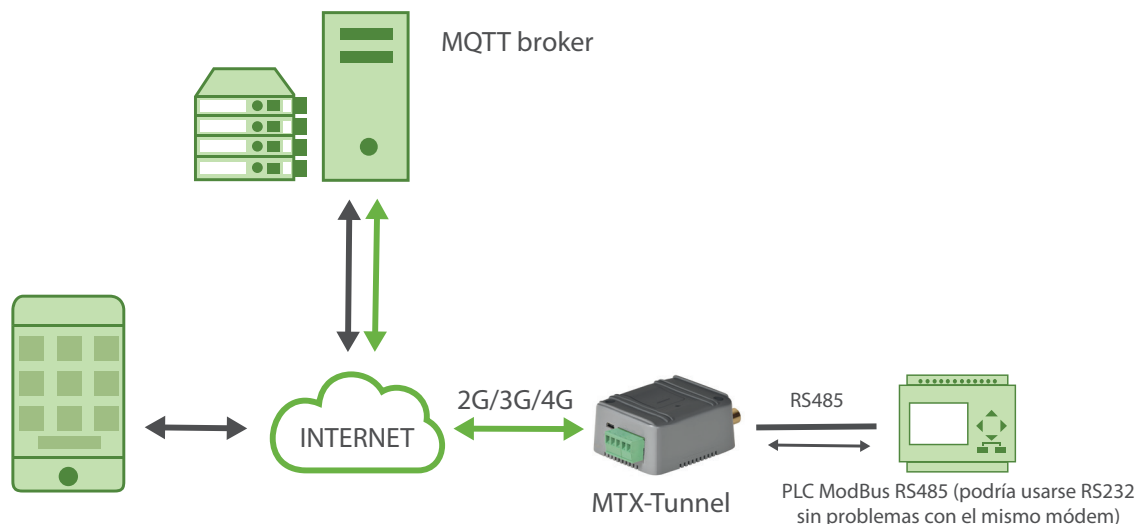 MQTT broker
2G/3G/4G
INTERNET
RS485
MTX-Tunnel
PLC ModBus RS485 (podría usarse RS232
sin problemas con el mismo módem)